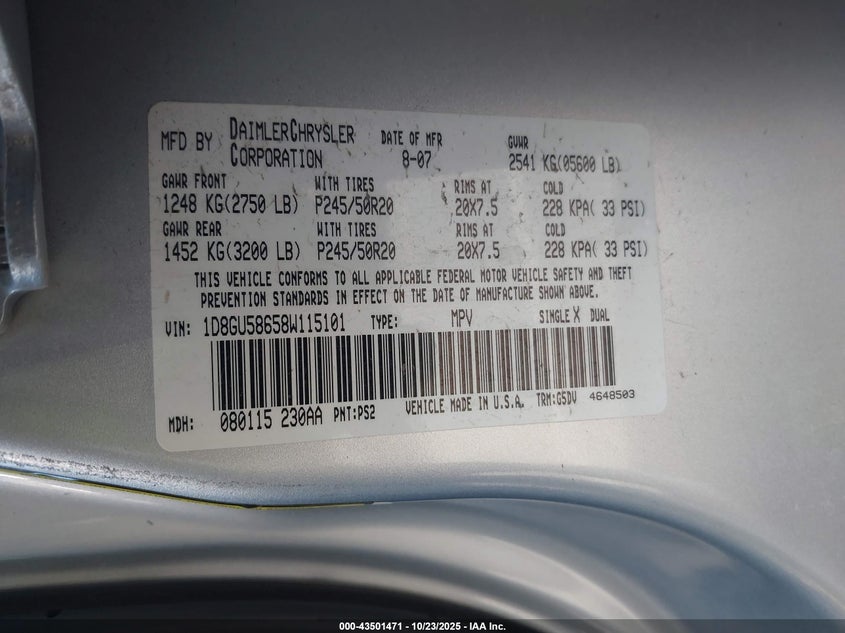 MFD BY DAIMLERCHRYSLER CORPORATION DATE OF MFR 8-07 GVWR 2541 KG(05600 LB)
GAWR FRONT WITH TIRES RIMS AT COLD
1248 KG(2750 LB) P245/50R20 20X7.5 228 KPA( 33 PSI)
GAWR REAR WITH TIRES RIMS AT COLD
1452 KG(3200 LB) P245/50R20 20X7.5 228 KPA( 33 PSI)
THIS VEHICLE CONFORMS TO ALL APPLICABLE FEDERAL MOTOR VEHICLE SAFETY AND THEFT
PREVENTION STANDARDS IN EFFECT ON THE DATE OF MANUFACTURE SHOWN ABOVE.
VIN: 1D8GU58658W115101 TYPE: MPV SINGLE X DUAL
MDH: 080115 230AA PNT:PS2 VEHICLE MADE IN U.S.A. TRM:G5DV 4648503
000-43501471 - 10/23/2025 - IAA Inc.